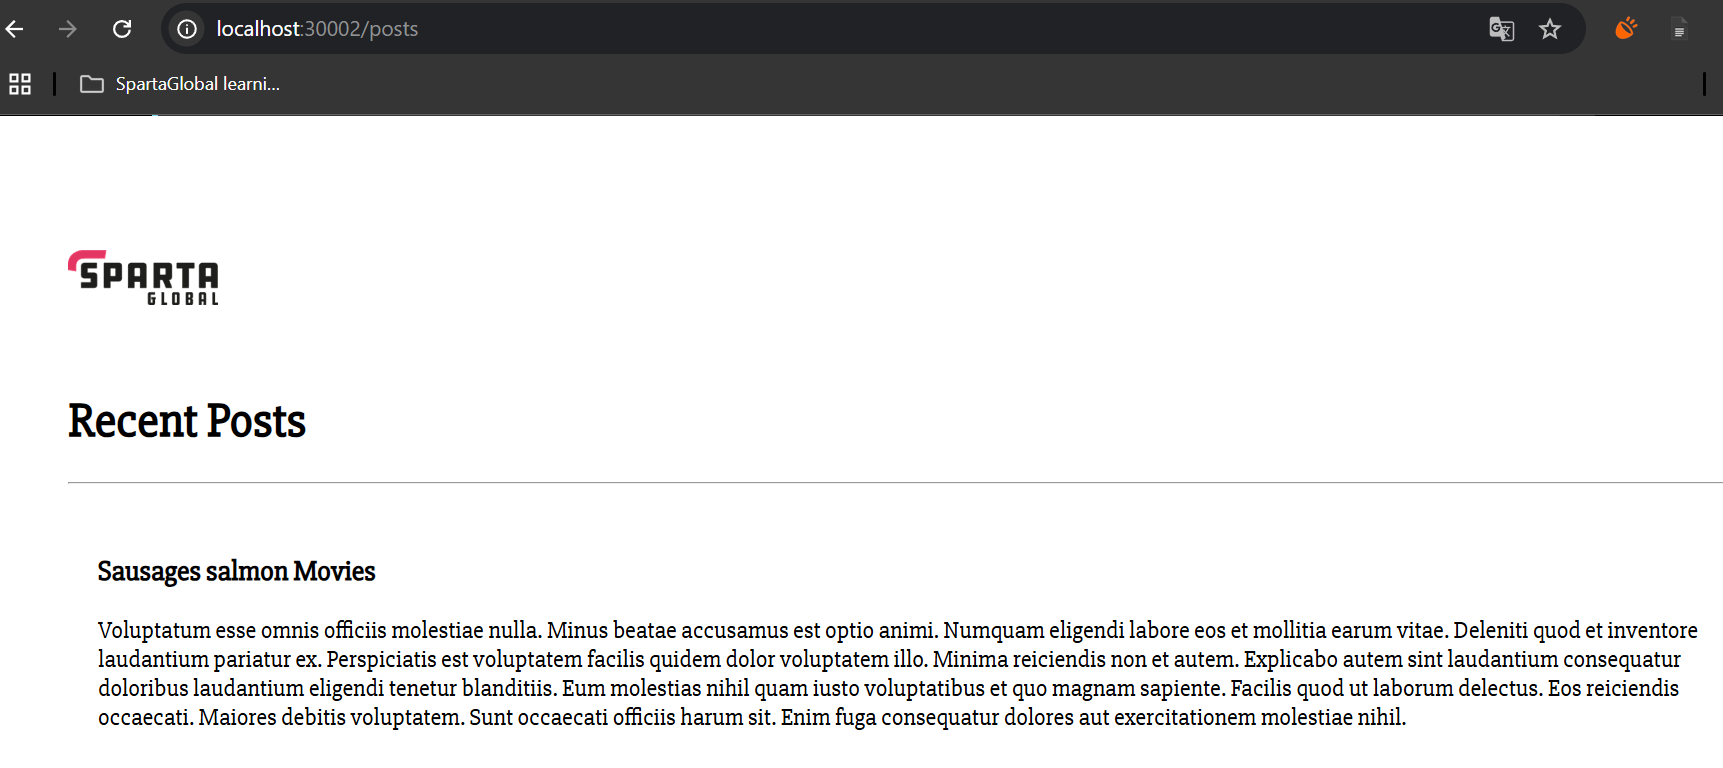 localhost:30002/posts
SpartaGlobal learni...
SPARTA
GLOBAL
Recent Posts
Sausages salmon Movies
Voluptatum esse omnis officiis molestiae nulla. Minus beatae accusamus est optio animi. Numquam eligendi labore eos et mollitia earum vitae. Deleniti quod et inventore
laudantium pariatur ex. Perspiciatis est voluptatem facilis quidem dolor voluptatem illo. Minima reiciendis non et autem. Explicabo autem sint laudantium consequatur
doloribus laudantium eligendi tenetur blanditiis. Eum molestias nihil quam iusto voluptatibus et quo magnam sapiente. Facilis quod ut laborum delectus. Eos reiciendis
occaecati. Maiores debitis voluptatem. Sunt occaecati officiis harum sit. Enim fuga consequatur dolores aut exercitationem molestiae nihil.